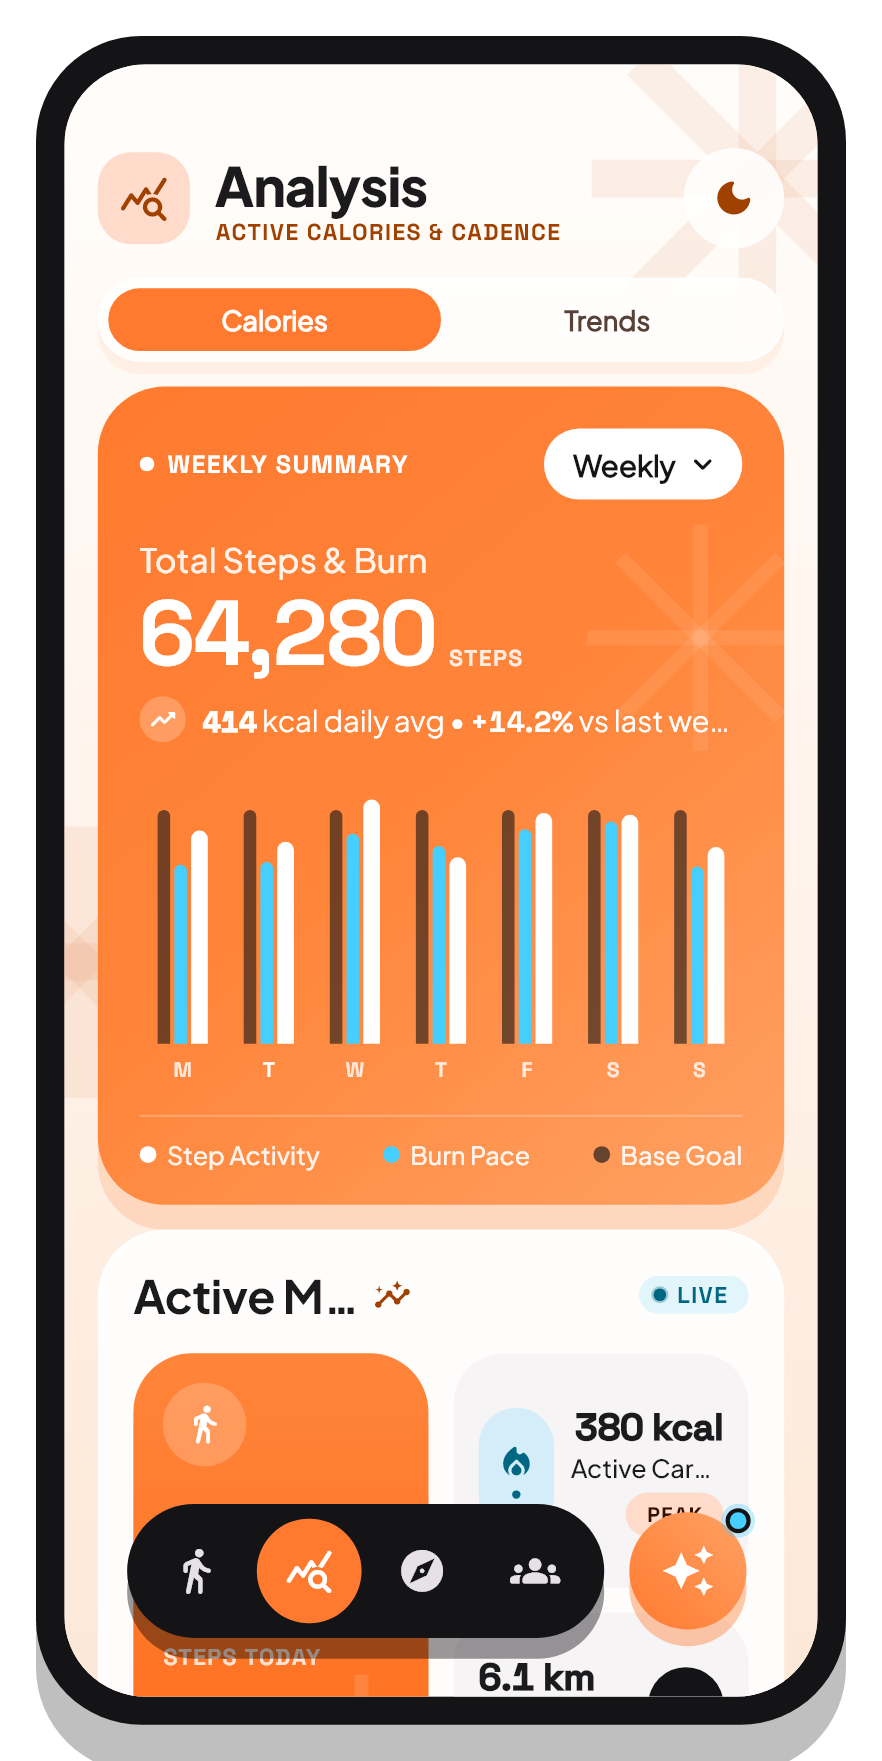 Analysis
ACTIVE CALORIES & CADENCE
Calories
Trends
WEEKLY SUMMARY
Weekly
Total Steps & Burn
64,280 STEPS
414 kcal daily avg • +14.2% vs last we...
M T W T F S S
Step Activity
Burn Pace
Base Goal
Active M...
LIVE
380 kcal
Active Car...
PEAK
STEPS TODAY
6.1 km